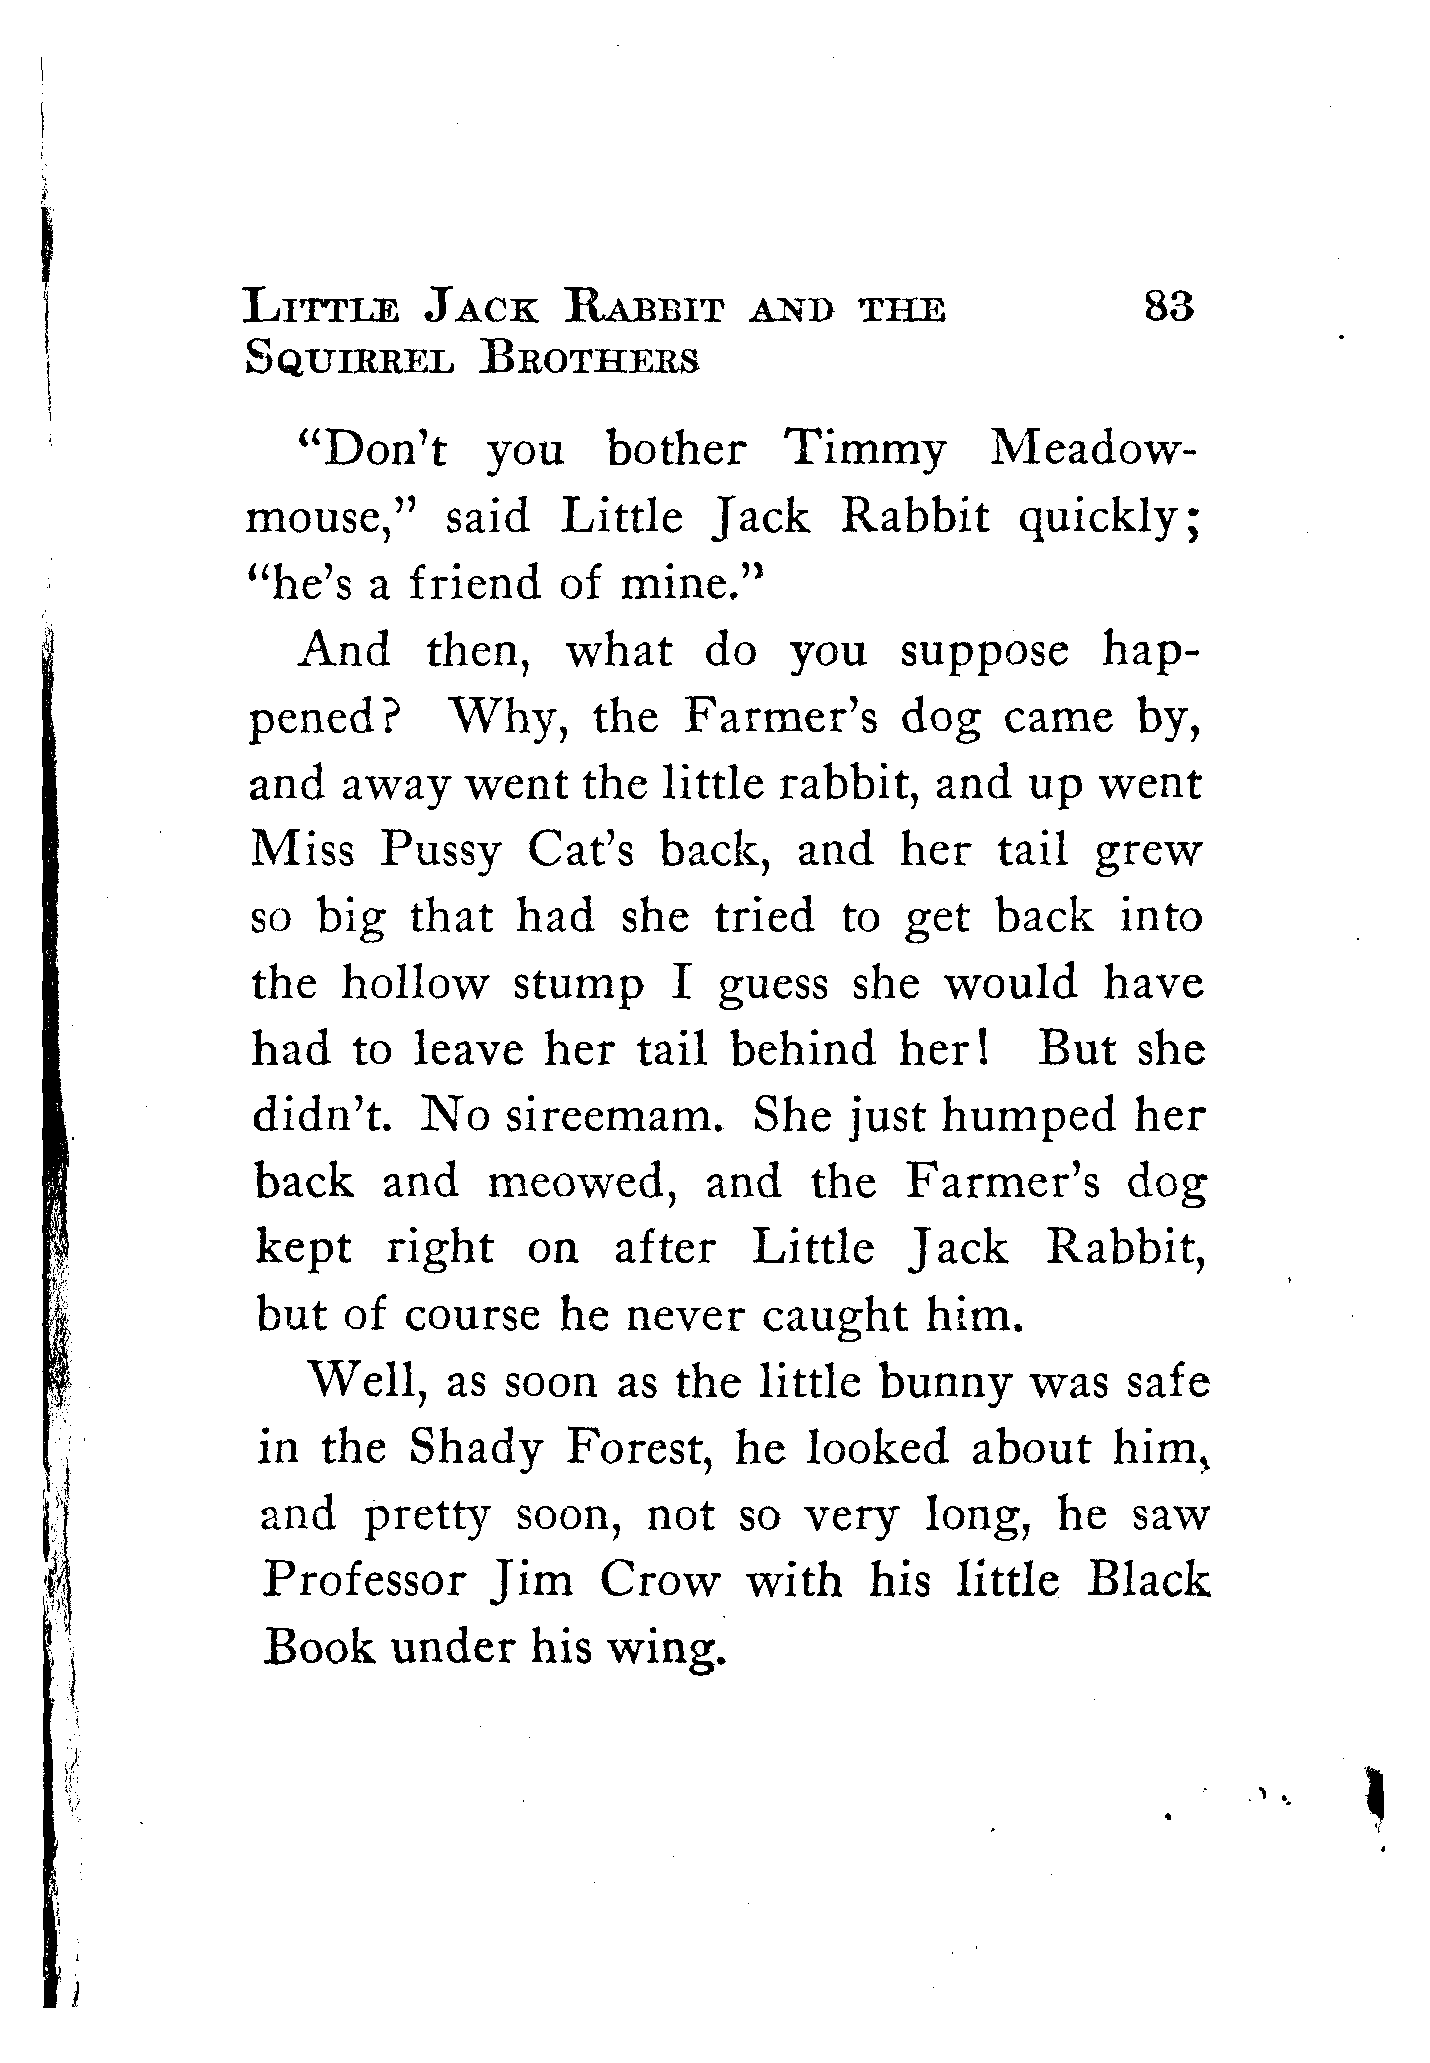 LITTLE JACK RABBIT AND THE 83
SQUIRREL BROTHERS
“Don’t you bother Timmy Meadow-
mouse,” said Little Jack Rabbit quickly;
“he’s a friend of mine.”
And then, what do you suppose hap-
pened? Why, the Farmer’s dog came by,
and away went the little rabbit, and up went
Miss Pussy Cat’s back, and her tail grew
so big that had she tried to get back into
the hollow stump I guess she would have
had to leave her tail behind her! But she
didn’t. No sireemam. She just humped her
back and meowed, and the Farmer’s dog
kept right on after Little Jack Rabbit,
but of course he never caught him.
Well, as soon as the little bunny was safe
in the Shady Forest, he looked about him,
and pretty soon, not so very long, he saw
Professor Jim Crow with his little Black
Book under his wing.